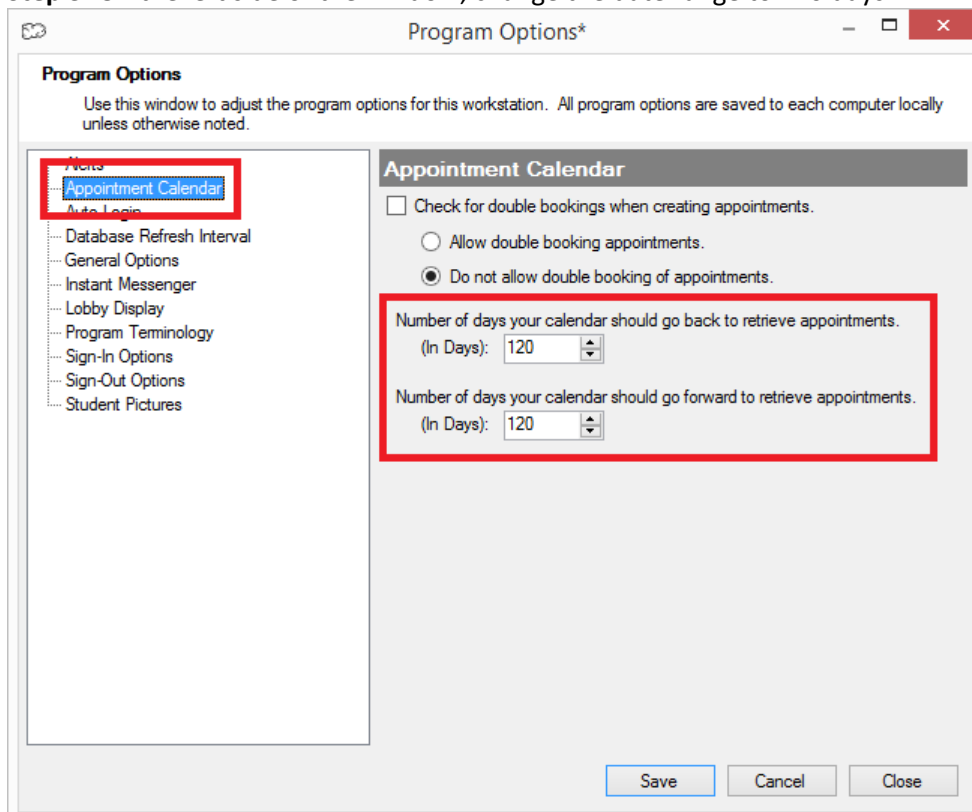 Program Options*
Program Options
Use this window to adjust the program options for this workstation. All program options are saved to each computer locally
unless otherwise noted.
Alerts
Appointment Calendar
Auto Login
Database Refresh Interval
General Options
Instant Messenger
Lobby Display
Program Terminology
Sign-In Options
Sign-Out Options
Student Pictures
Appointment Calendar
Check for double bookings when creating appointments.
Allow double booking appointments.
Do not allow double booking of appointments.
Number of days your calendar should go back to retrieve appointments.
(In Days): 120
Number of days your calendar should go forward to retrieve appointments.
(In Days): 120
Save Cancel Close